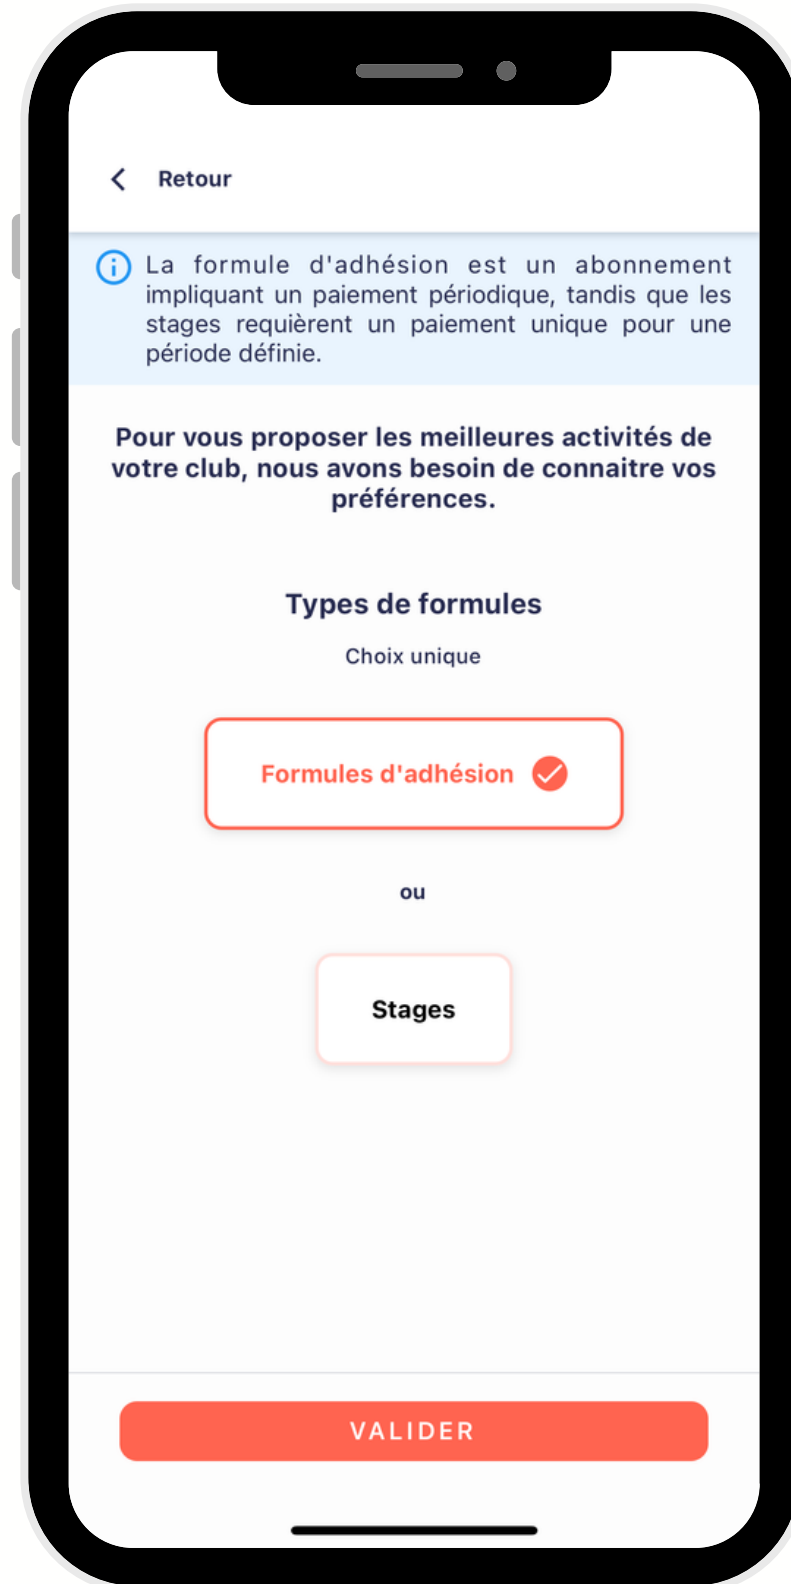 Retour
La formule d'adhésion est un abonnement
impliquant un paiement périodique, tandis que les
stages requièrent un paiement unique pour une
période définie.
Pour vous proposer les meilleures activités de
votre club, nous avons besoin de connaitre vos
préférences.
Types de formules
Choix unique
Formules d'adhésion
ou
Stages
VALIDER